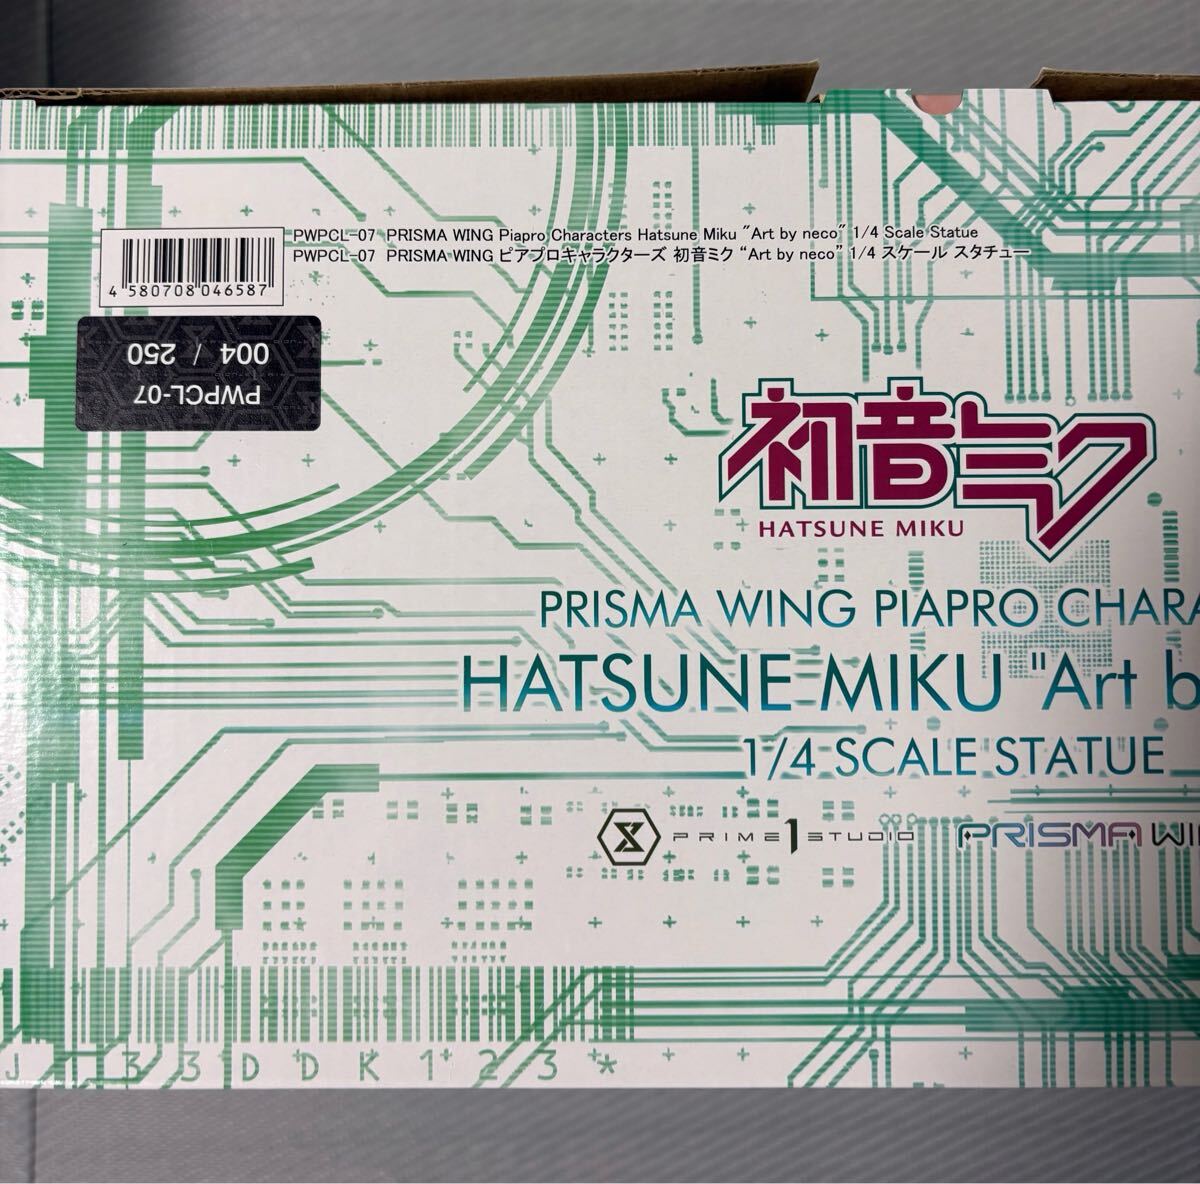 PWPCL-07 PRISMA WING Piapro Characters Hatsune Miku "Art by neco" 1/4 Scale Statue
PWPCL-07 PRISMA WING ピアプロキャラクターズ 初音ミク “Art by neco” 1/4 スケール スタチュー
4 580708 046587
PWPCL-07
004 / 250
初音ミク
HATSUNE MIKU
PRISMA WING PIAPRO CHARA
HATSUNE MIKU "Art b
1/4 SCALE STATUE
PRIME 1 STUDIO PRISMA WI
J 33DDK123*